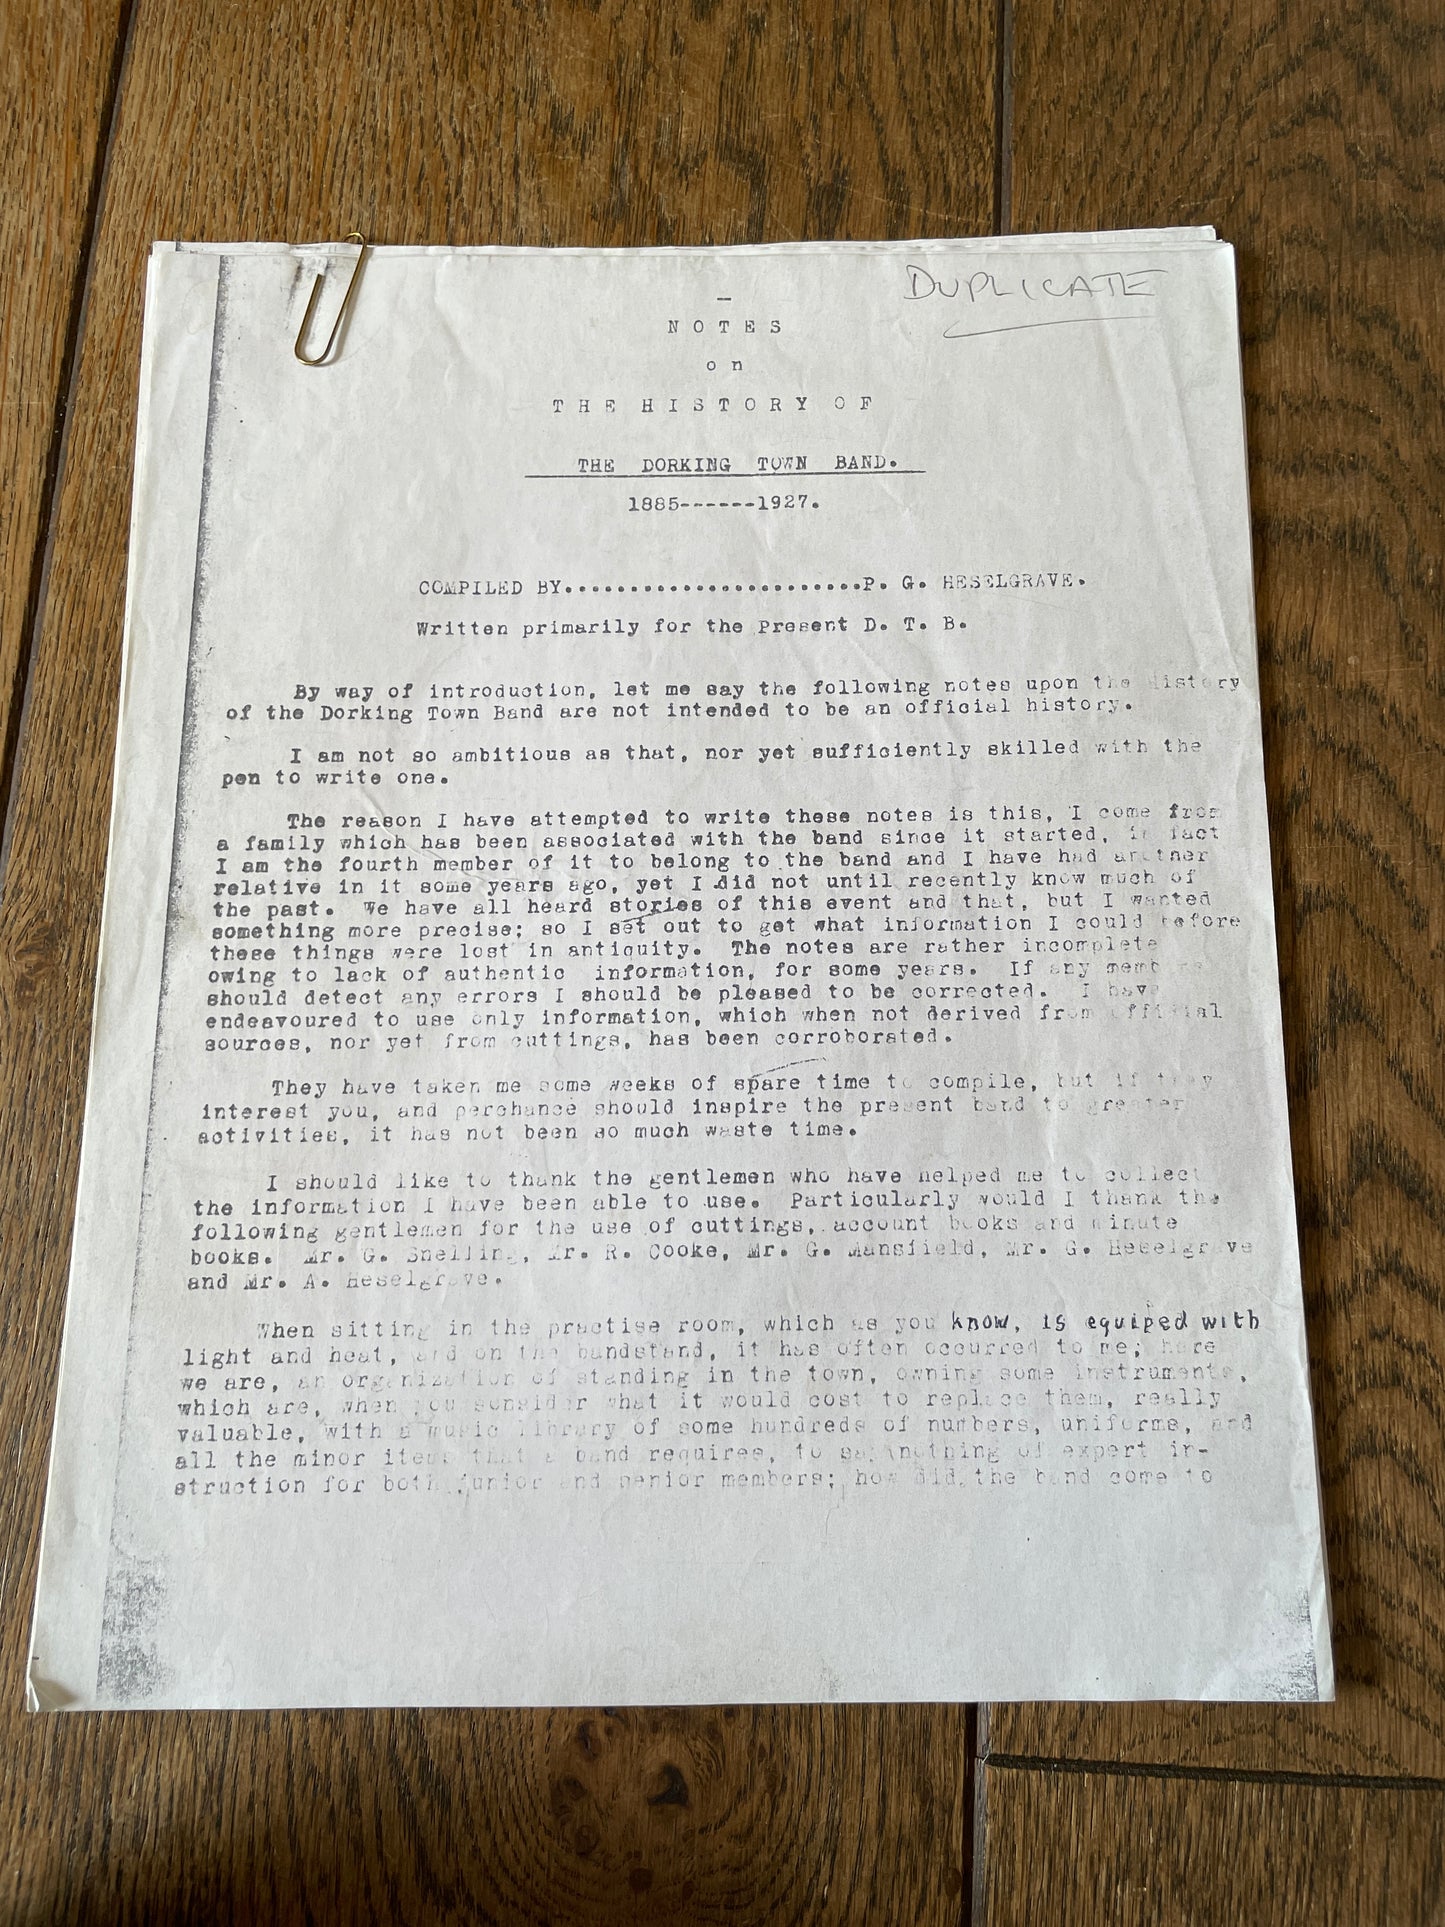 DUPLICATE
NOTES
on
THE HISTORY OF
THE DORKING TOWN BAND.
1885------1927.
COMPILED BY.......................P. G. HESELGRAVE.
Written primarily for the Present D. T. B.
By way of introduction, let me say the following notes upon the History
of the Dorking Town Band are not intended to be an official history.
I am not so ambitious as that, nor yet sufficiently skilled with the
pen to write one.
The reason I have attempted to write these notes is this, I come from
a family which has been associated with the band since it started, in fact
I am the fourth member of it to belong to the band and I have had another
relative in it some years ago, yet I did not until recently know much of
the past. We have all heard stories of this event and that, but I wanted
something more precise; so I set out to get what information I could before
these things were lost in antiquity. The notes are rather incomplete
owing to lack of authentic information, for some years. If any members
should detect any errors I should be pleased to be corrected. I have
endeavoured to use only information, which when not derived from official
sources, nor yet from cuttings, has been corroborated.
They have taken me some weeks of spare time to compile, but if they
interest you, and perchance should inspire the present band to greater
activities, it has not been so much waste time.
I should like to thank the gentlemen who have helped me to collect
the information I have been able to use. Particularly would I thank the
following gentlemen for the use of cuttings, account books and minute
books. Mr. G. Snelling, Mr. R. Cooke, Mr. G. Mansfield, Mr. G. Heselgrave
and Mr. A. Heselgrave.
When sitting in the practise room, which as you know, is equiped with
light and heat, and on the bandstand, it has often occurred to me; here
we are, an organization of standing in the town, owning some instruments,
which are, when you consider what it would cost to replace them, really
valuable, with a music library of some hundreds of numbers, uniforms, and
all the minor items that a band requires, to say nothing of expert in-
struction for both junior and senior members; how did the band come to